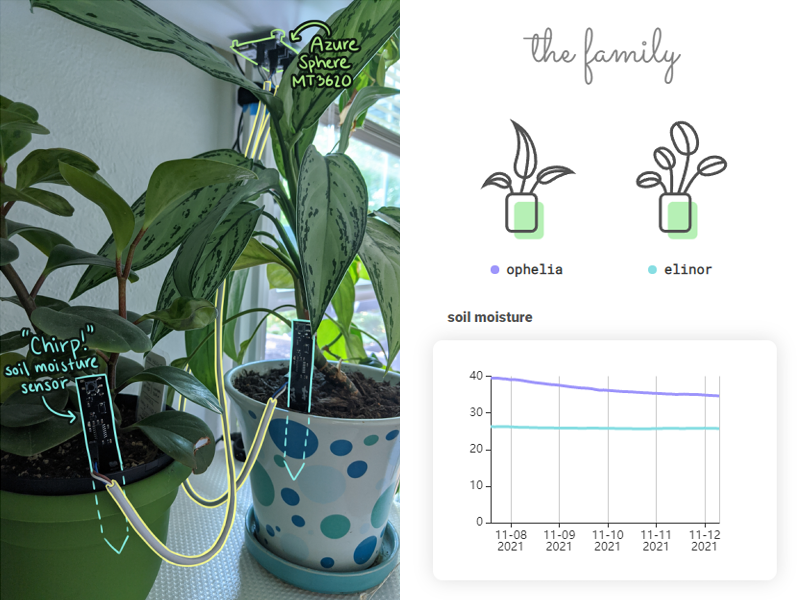 Azure
Sphere
MT3620
"Chirp!"
soil moisture
sensor
the family
ophelia
elinor
soil moisture
40
30
20
10
0
11-08
2021
11-09
2021
11-10
2021
11-11
2021
11-12
2021